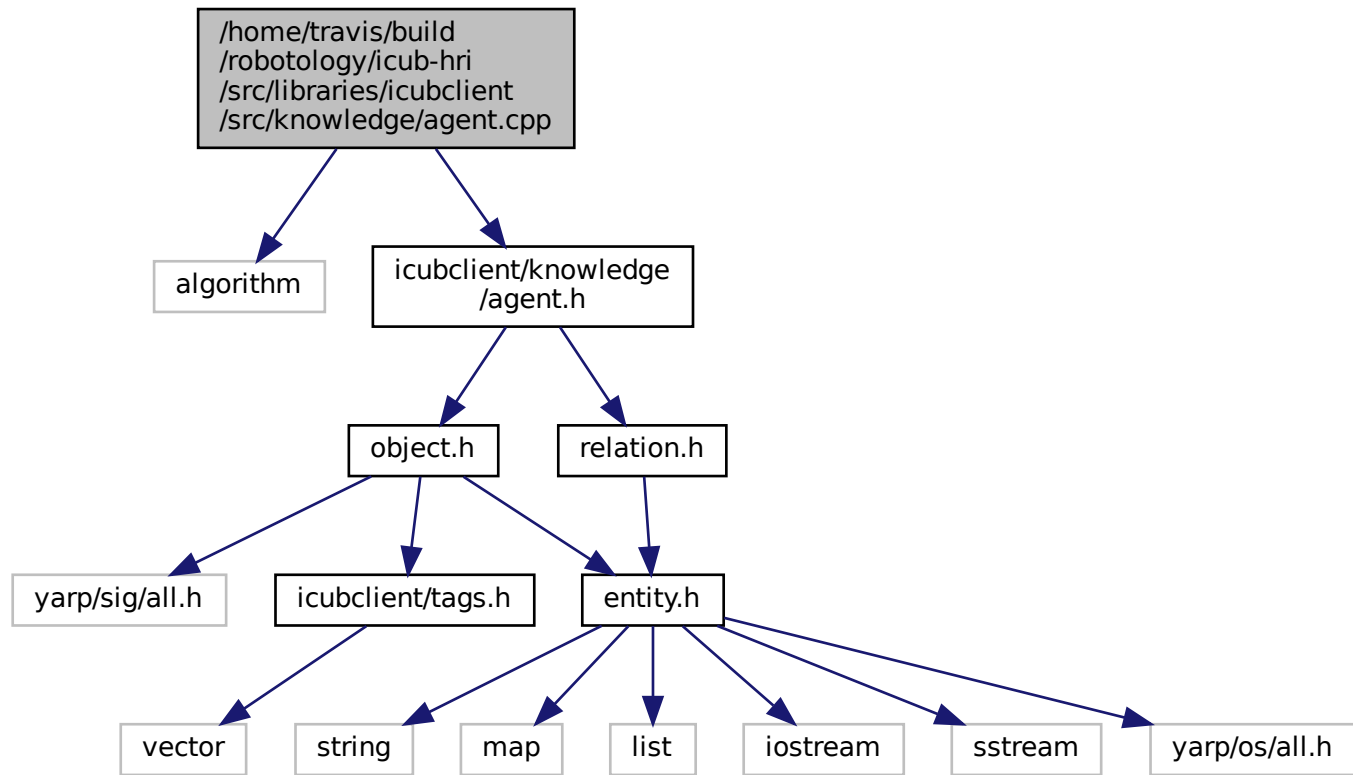 /home/travis/build
/robotology/icub-hri
/src/libraries/icubclient
/src/knowledge/agent.cpp
algorithm
icubclient/knowledge
/agent.h
object.h
relation.h
yarp/sig/all.h
icubclient/tags.h
entity.h
vector
string
map
list
iostream
sstream
yarp/os/all.h